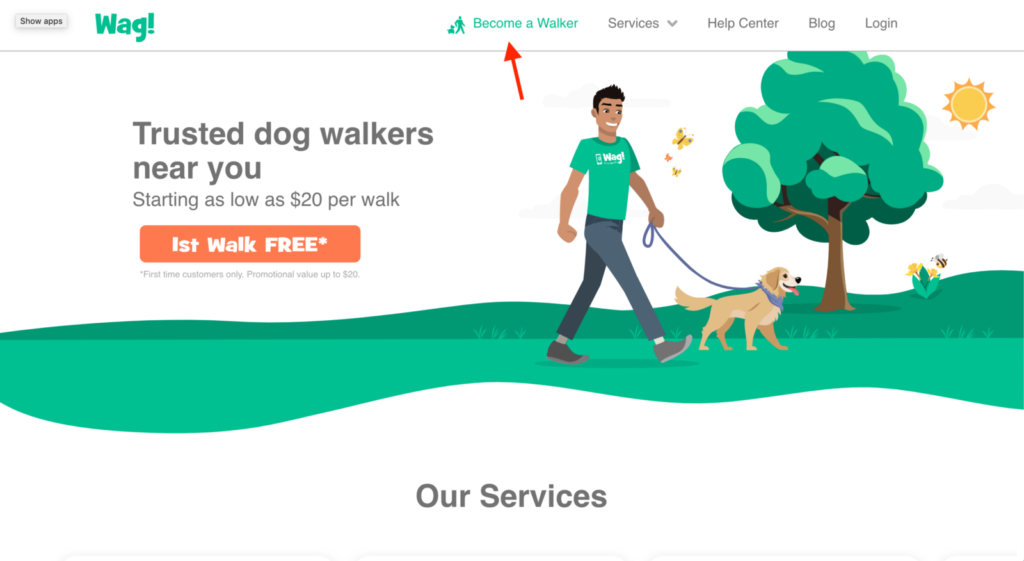 Show apps
Wag!
Become a Walker
Services
Help Center
Blog
Login
Trusted dog walkers
near you
Starting as low as $20 per walk
1st Walk FREE*
*First time customers only. Promotional value up to $20.
Wag!
Our Services